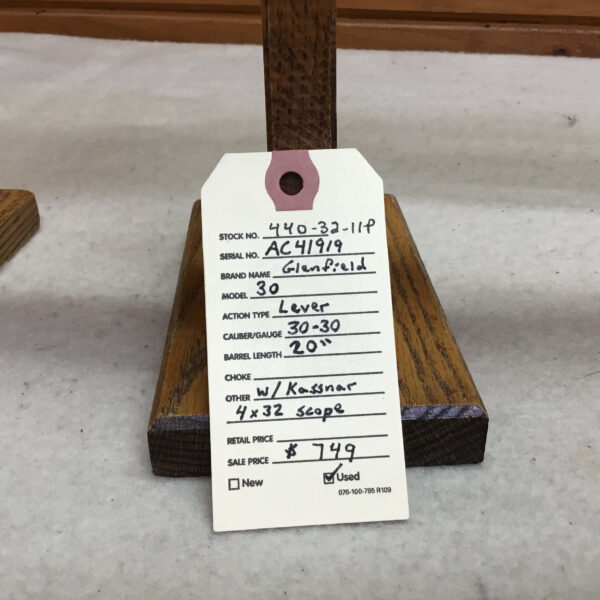 STOCK NO. 440-32-11P
SERIAL NO. AC41919
BRAND NAME Glenfield
MODEL 30
ACTION TYPE Lever
CALIBER/GAUGE 30-30
BARREL LENGTH 20"
CHOKE
OTHER w/ Kassnar
4x32 scope
RETAIL PRICE
SALE PRICE $749
New Used
076-100-785 R109